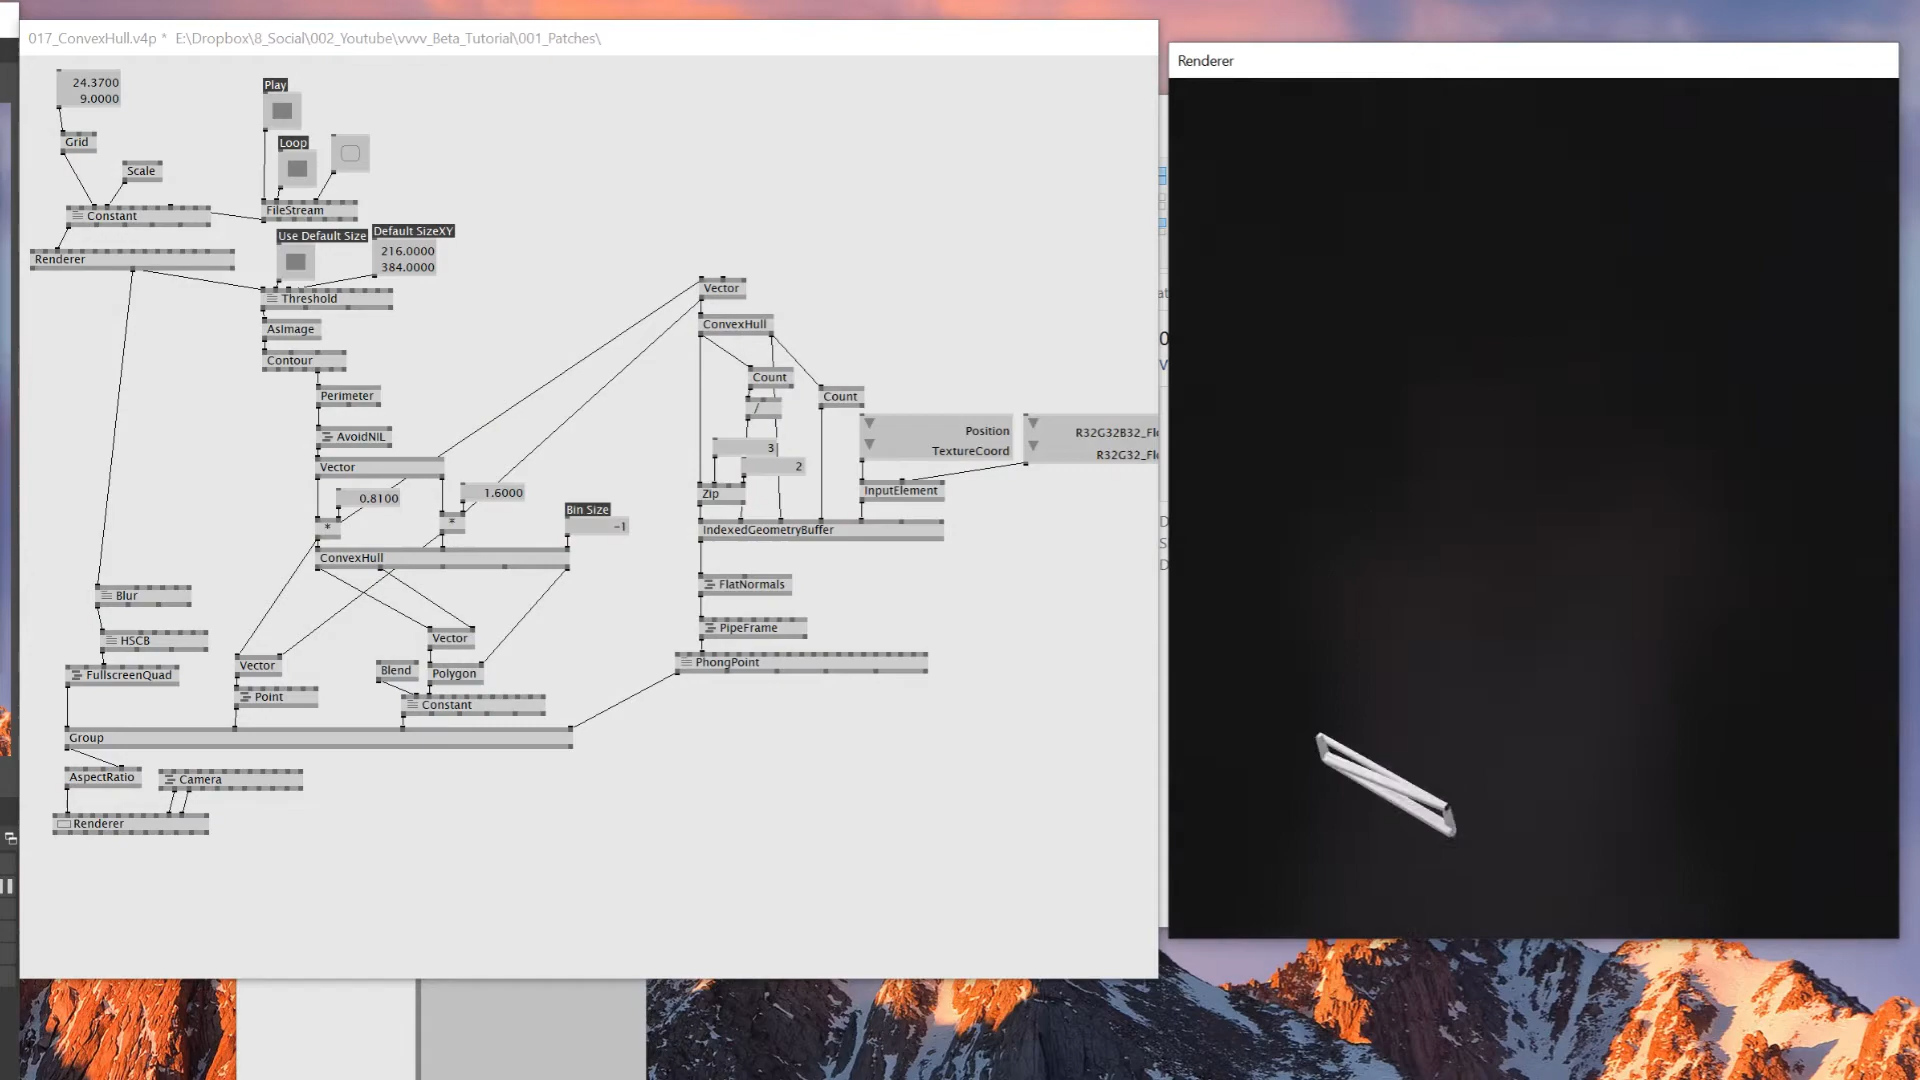 017_ConvexHull.v4p * E:\Dropbox\8_Social\002_Youtube\vvvv_Beta_Tutorial\001_Patches\
Renderer
24.3700
9.0000
Play
Grid
Loop
Scale
Constant
FileStream
Use Default Size
Default SizeXY
216.0000
384.0000
Renderer
Threshold
AsImage
Contour
Perimeter
AvoidNIL
Vector
0.8100
1.6000
*
*
Bin Size
-1
ConvexHull
Vector
ConvexHull
Count
Count
/
3
2
Position
TextureCoord
R32G32B32_Flo
R32G32_Flo
Zip
InputElement
IndexedGeometryBuffer
FlatNormals
PipeFrame
PhongPoint
Blur
HSCB
FullscreenQuad
Vector
Point
Vector
Blend
Polygon
Constant
Group
AspectRatio
Camera
Renderer